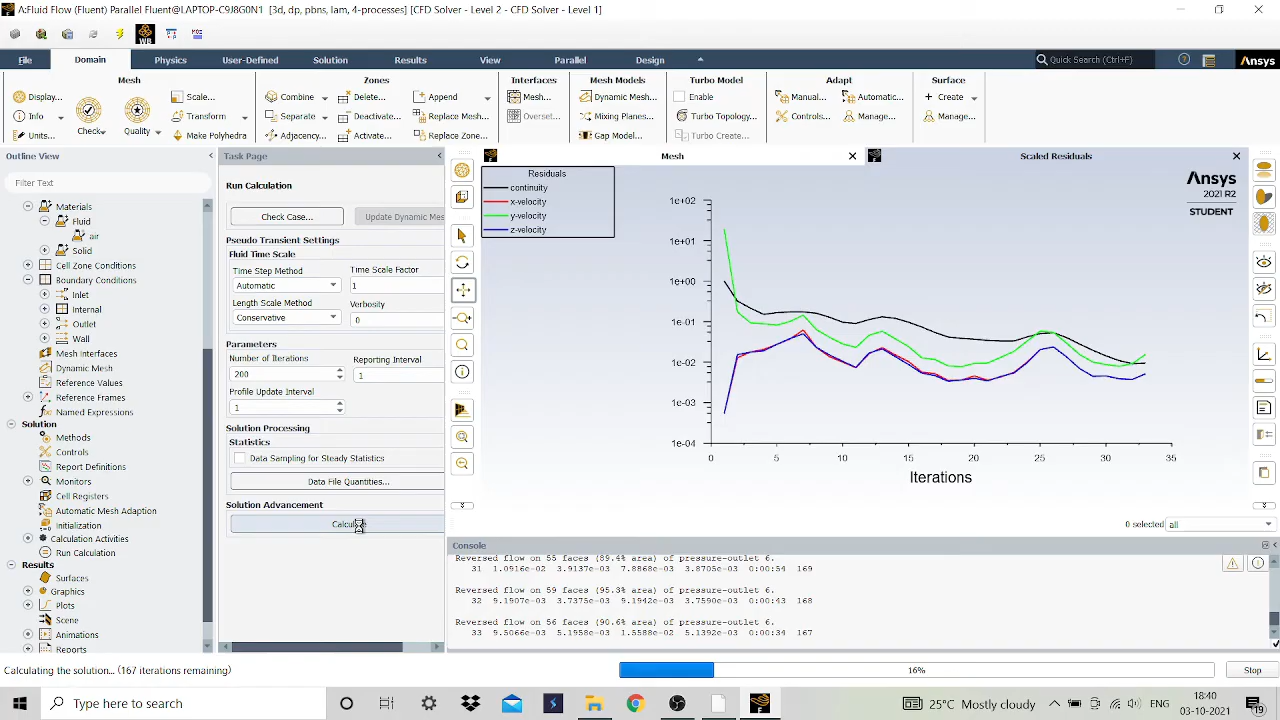 A:Fluid Flow (Fluent) Parallel Fluent@LAPTOP-C9J8G0N1 [3d, dp, pbns, lam, 4-processes] [CFD Solver - Level 2 - CFD Solver - Level 1]
WB
File Domain Physics User-Defined Solution Results View Parallel Design Quick Search (Ctrl+F) Ansys
Mesh Zones Interfaces Mesh Models Turbo Model Adapt Surface
Display... Scale... Combine Delete... Append Mesh... Dynamic Mesh... Enable Manual... Automatic... Create
Info Check Quality Transform Separate Deactivate... Replace Mesh... Overset... Mixing Planes... Turbo Topology... Controls... Manage... Manage...
Units... Make Polyhedra Adjacency... Activate... Replace Zone... Gap Model... Turbo Create...
Outline View
Filter Text
Materials
Fluid
air
Solid
Cell Zone Conditions
Boundary Conditions
Inlet
Internal
Outlet
Wall
Mesh Interfaces
Dynamic Mesh
Reference Values
Reference Frames
Named Expressions
Solution
Methods
Controls
Report Definitions
Monitors
Cell Registers
Automatic Mesh Adaption
Initialization
Calculation Activities
Run Calculation
Results
Surfaces
Graphics
Plots
Scene
Animations
Reports
Task Page
Run Calculation
Check Case... Update Dynamic Mes
Pseudo Transient Settings
Fluid Time Scale
Time Step Method Time Scale Factor
Automatic 1
Length Scale Method Verbosity
Conservative 0
Parameters
Number of Iterations Reporting Interval
200 1
Profile Update Interval
1
Solution Processing
Statistics
Data Sampling for Steady Statistics
Data File Quantities...
Solution Advancement
Calculate
Mesh Scaled Residuals
Residuals
continuity
x-velocity
y-velocity
z-velocity
Ansys
2021 R2
STUDENT
1e+02
1e+01
1e+00
1e-01
1e-02
1e-03
1e-04
0 5 10 15 20 25 30 35
Iterations
0 selected all
Console
Reversed flow on 55 faces (89.4% area) of pressure-outlet 6.
31 1.0916e-02 3.9137e-03 7.8868e-03 3.8705e-03 0:00:34 169
Reversed flow on 59 faces (95.3% area) of pressure-outlet 6.
32 9.1907e-03 3.7375e-03 9.1942e-03 3.7590e-03 0:00:34 168
Reversed flow on 56 faces (90.6% area) of pressure-outlet 6.
33 9.5066e-03 5.1958e-03 1.5588e-02 5.1392e-03 0:00:34 167
Calculating the solution... (167 iterations remaining) 16% Stop
Type here to search 25°C Mostly cloudy ENG 18:40
03-10-2021 19